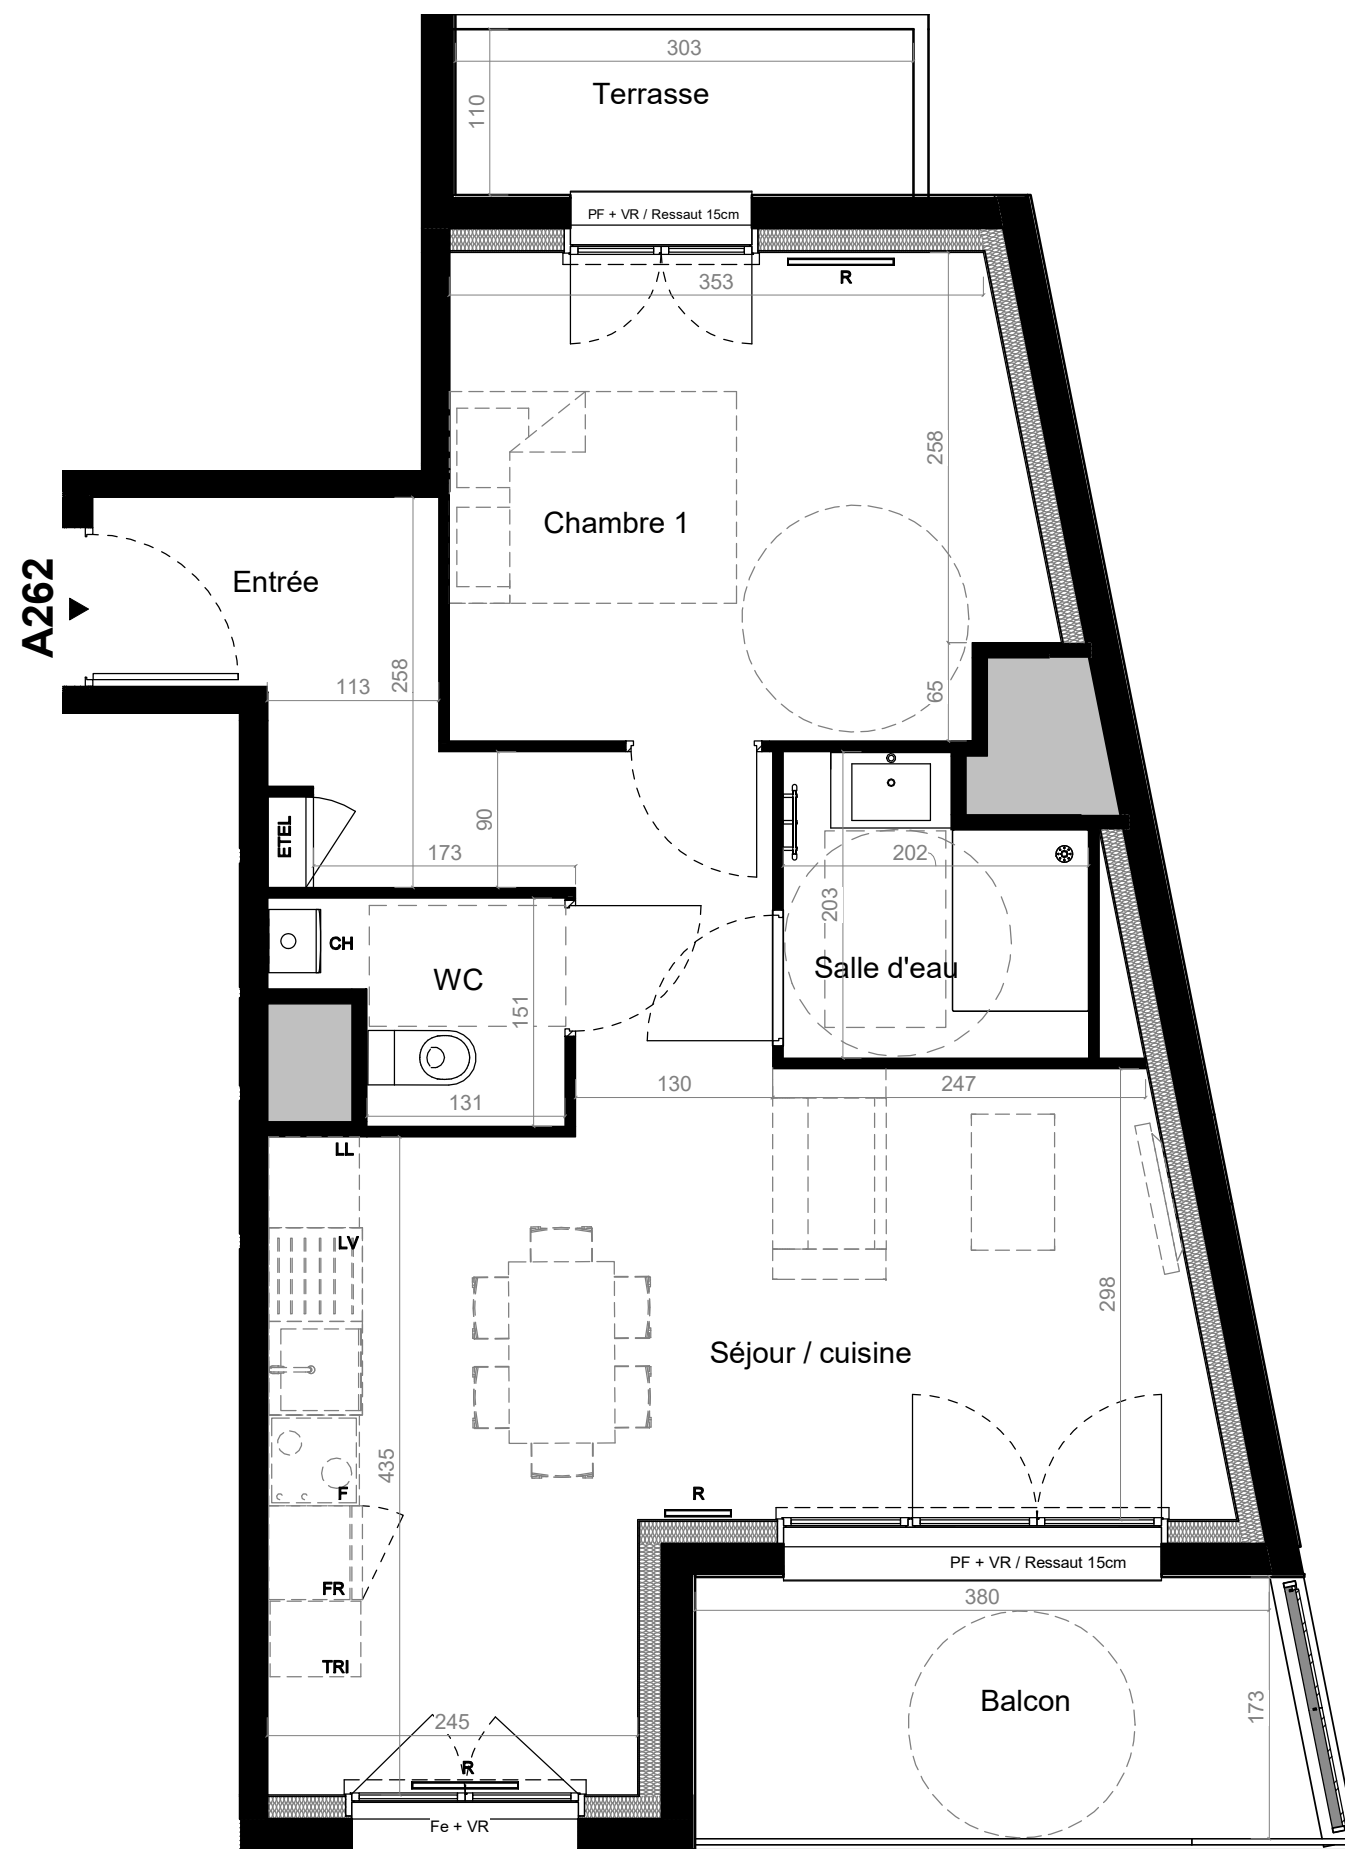 303
Terrasse
110
PF + VR / Ressaut 15cm
353
R
258
Chambre 1
A262
Entrée
258
113
65
ETEL
90
173
202
203
CH
WC
Salle d'eau
151
131
130
247
LL
LV
298
Séjour / cuisine
435
F
R
FR
PF + VR / Ressaut 15cm
380
TRI
Balcon
173
245
R
Fe + VR